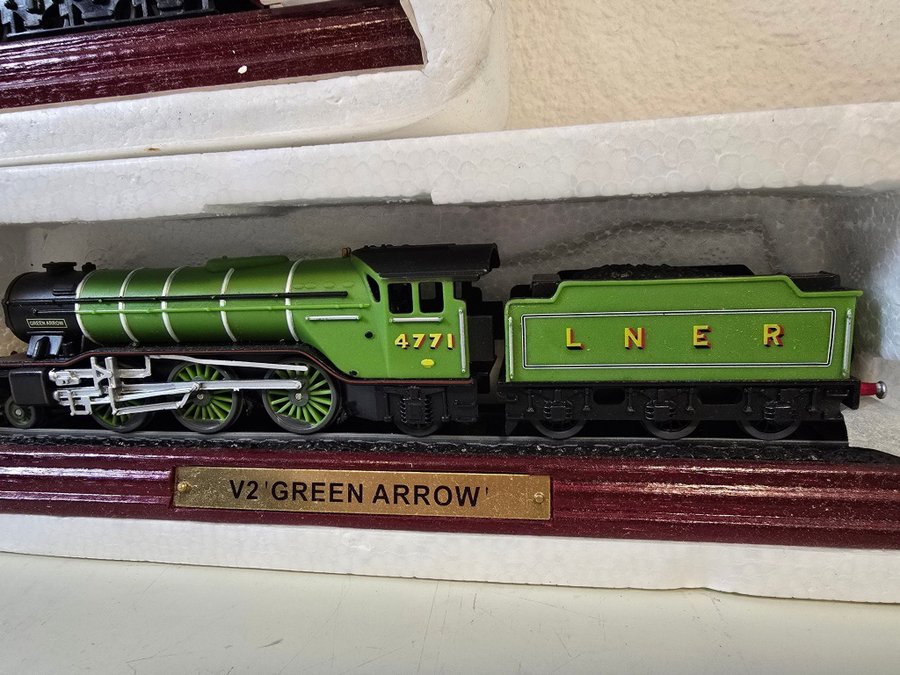 GREEN ARROW
4771
L N E R
V2 'GREEN ARROW'